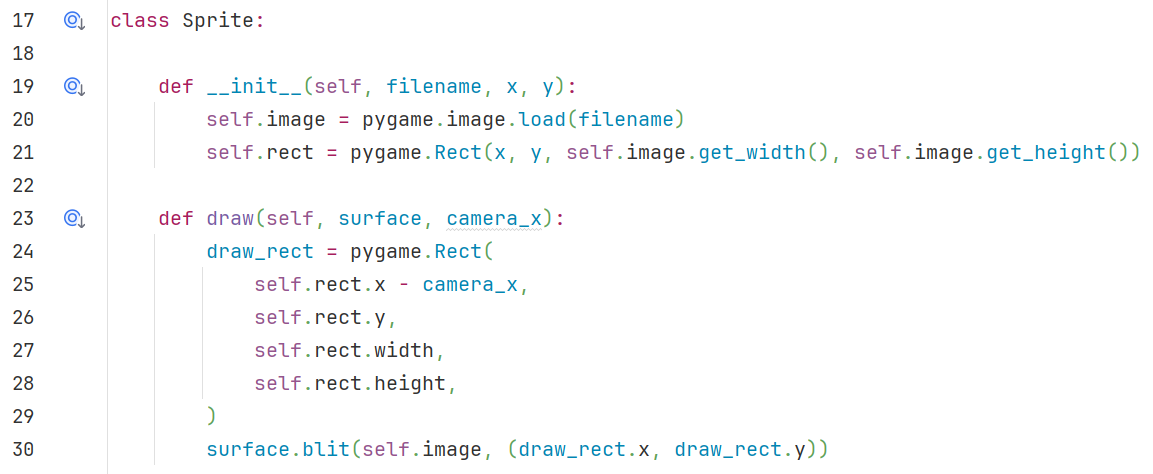 17 class Sprite:
18
19     def __init__(self, filename, x, y):
20         self.image = pygame.image.load(filename)
21         self.rect = pygame.Rect(x, y, self.image.get_width(), self.image.get_height())
22
23     def draw(self, surface, camera_x):
24         draw_rect = pygame.Rect(
25             self.rect.x - camera_x,
26             self.rect.y,
27             self.rect.width,
28             self.rect.height,
29         )
30         surface.blit(self.image, (draw_rect.x, draw_rect.y))